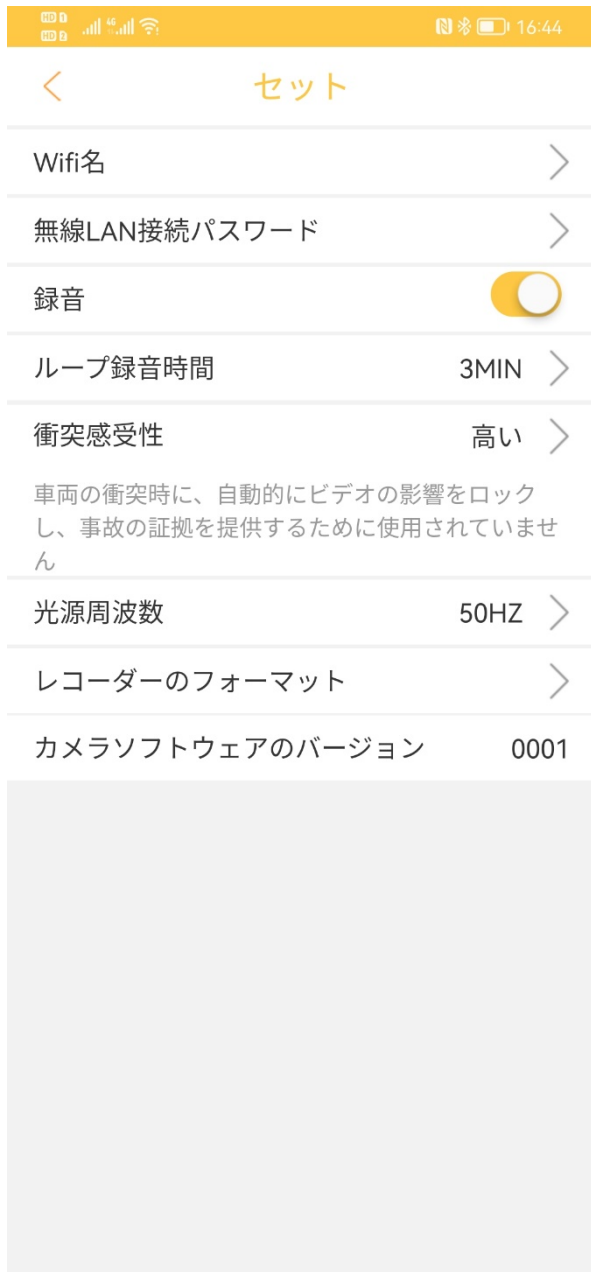 HD 1
HD 2
4G
16:44
セット
Wifi名
無線LAN接続パスワード
録音
ループ録音時間 3MIN
衝突感受性 高い
車両の衝突時に、自動的にビデオの影響をロック
し、事故の証拠を提供するために使用されていませ
ん
光源周波数 50HZ
レコーダーのフォーマット
カメラソフトウェアのバージョン 0001